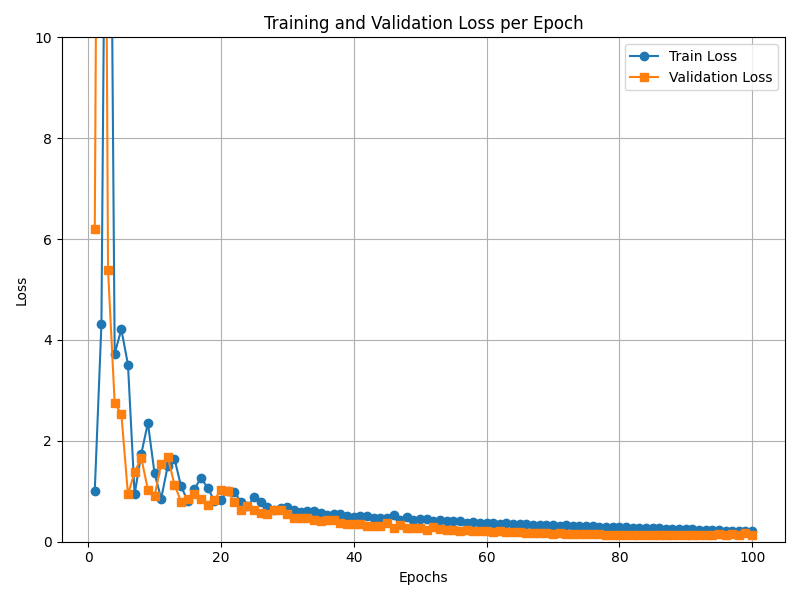 Training and Validation Loss per Epoch
Train Loss
Validation Loss
10
8
6
4
2
0
Loss
0 20 40 60 80 100
Epochs